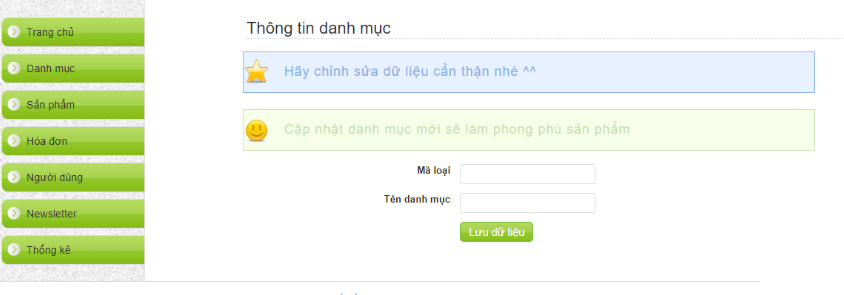 Trang chủ
Danh mục
Sản phẩm
Hóa đơn
Người dùng
Newsletter
Thống kê
Thông tin danh mục
Hãy chỉnh sửa dữ liệu cẩn thận nhé ^^
Cập nhật danh mục mới sẽ làm phong phú sản phẩm
Mã loại
Tên danh mục
Lưu dữ liệu